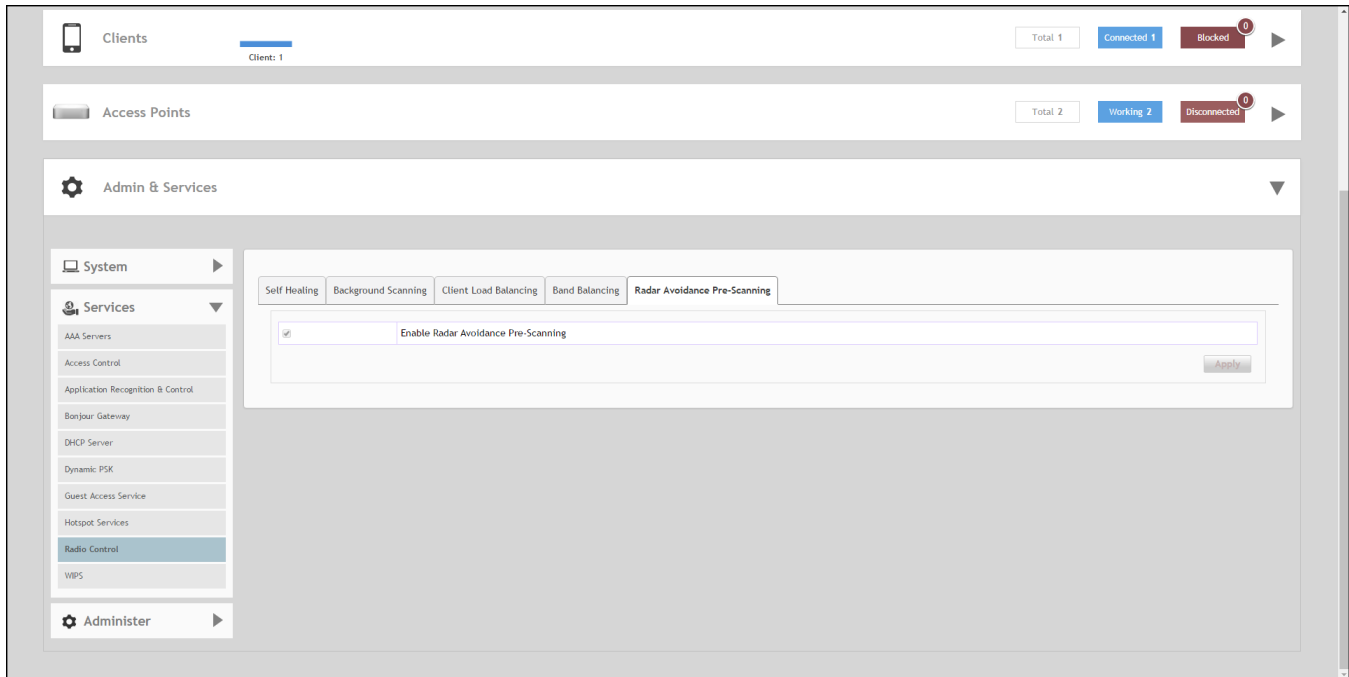 Clients
Client: 1
Total 1
Connected 1
Blocked
0
Access Points
Total 2
Working 2
Disconnected
0
Admin & Services
System
Services
AAA Servers
Access Control
Application Recognition & Control
Bonjour Gateway
DHCP Server
Dynamic PSK
Guest Access Service
Hotspot Services
Radio Control
WIPS
Administer
Self Healing
Background Scanning
Client Load Balancing
Band Balancing
Radar Avoidance Pre-Scanning
Enable Radar Avoidance Pre-Scanning
Apply